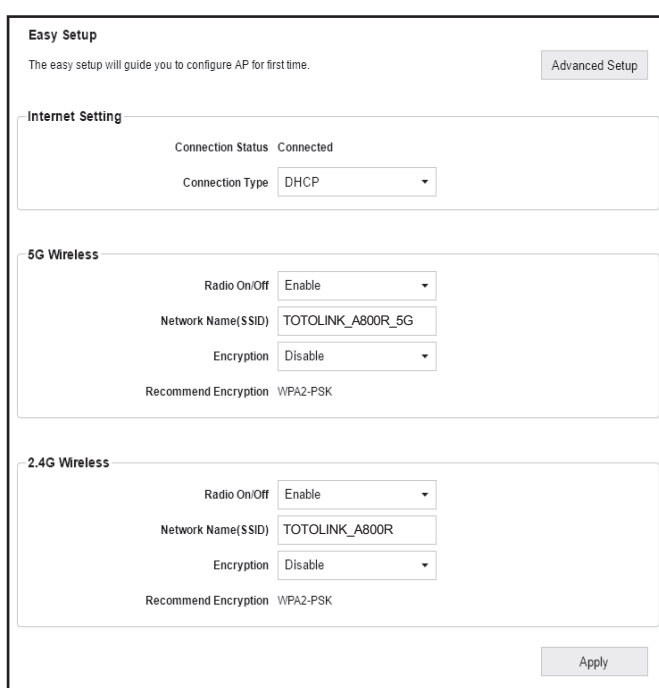 Easy Setup
The easy setup will guide you to configure AP for first time.
Advanced Setup
Internet Setting
Connection Status Connected
Connection Type DHCP
5G Wireless
Radio On/Off Enable
Network Name(SSID) TOTOLINK_A800R_5G
Encryption Disable
Recommend Encryption WPA2-PSK
2.4G Wireless
Radio On/Off Enable
Network Name(SSID) TOTOLINK_A800R
Encryption Disable
Recommend Encryption WPA2-PSK
Apply